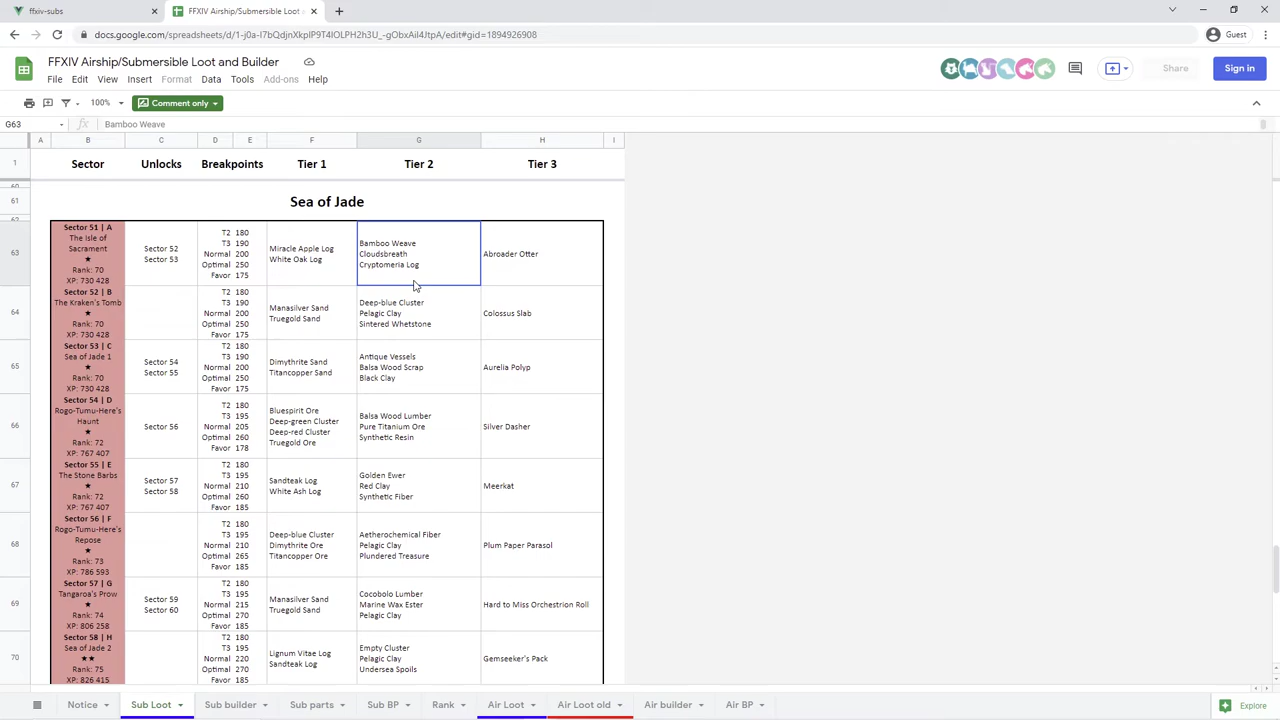 ffxiv-subs
FFXIV Airship/Submersible Loot a
docs.google.com/spreadsheets/d/1-j0a-I7bQdjnXkpIP9T4IOLPH2h3U_-gObxAil4JtpA/edit#gid=1894926908
Guest
FFXIV Airship/Submersible Loot and Builder
File Edit View Insert Format Data Tools Add-ons Help
Share
Sign in
100%
Comment only
G63
fx
Bamboo Weave
A B C D E F G H I
1 Sector Unlocks Breakpoints Tier 1 Tier 2 Tier 3
60
61 Sea of Jade
62
63
Sector 51 | A
The Isle of
Sacrament
★
Rank: 70
XP: 730 428
Sector 52
Sector 53
T2 180
T3 190
Normal 200
Optimal 250
Favor 175
Miracle Apple Log
White Oak Log
Bamboo Weave
Cloudsbreath
Cryptomeria Log
Abroader Otter
64
Sector 52 | B
The Kraken's Tomb
★
Rank: 70
XP: 730 428
T2 180
T3 190
Normal 200
Optimal 250
Favor 175
Manasilver Sand
Truegold Sand
Deep-blue Cluster
Pelagic Clay
Sintered Whetstone
Colossus Slab
65
Sector 53 | C
Sea of Jade 1
★
Rank: 70
XP: 730 428
Sector 54
Sector 55
T2 180
T3 190
Normal 200
Optimal 250
Favor 175
Dimythrite Sand
Titancopper Sand
Antique Vessels
Balsa Wood Scrap
Black Clay
Aurelia Polyp
66
Sector 54 | D
Rogo-Tumu-Here's
Haunt
★
Rank: 72
XP: 767 407
Sector 56
T2 180
T3 195
Normal 205
Optimal 260
Favor 178
Bluespirit Ore
Deep-green Cluster
Deep-red Cluster
Truegold Ore
Balsa Wood Lumber
Pure Titanium Ore
Synthetic Resin
Silver Dasher
67
Sector 55 | E
The Stone Barbs
★
Rank: 72
XP: 767 407
Sector 57
Sector 58
T2 180
T3 195
Normal 210
Optimal 260
Favor 185
Sandteak Log
White Ash Log
Golden Ewer
Red Clay
Synthetic Fiber
Meerkat
68
Sector 56 | F
Rogo-Tumu-Here's
Repose
★
Rank: 73
XP: 786 593
T2 180
T3 195
Normal 210
Optimal 265
Favor 185
Deep-blue Cluster
Dimythrite Ore
Titancopper Ore
Aetherochemical Fiber
Pelagic Clay
Plundered Treasure
Plum Paper Parasol
69
Sector 57 | G
Tangaroa's Prow
★
Rank: 74
XP: 806 258
Sector 59
Sector 60
T2 180
T3 195
Normal 215
Optimal 270
Favor 185
Manasilver Sand
Truegold Sand
Cocobolo Lumber
Marine Wax Ester
Pelagic Clay
Hard to Miss Orchestrion Roll
70
Sector 58 | H
Sea of Jade 2
★★
Rank: 75
XP: 826 415
T2 180
T3 195
Normal 220
Optimal 270
Favor 185
Lignum Vitae Log
Sandteak Log
Empty Cluster
Pelagic Clay
Undersea Spoils
Gemseeker's Pack
Notice Sub Loot Sub builder Sub parts Sub BP Rank Air Loot Air Loot old Air builder Air BP
Explore